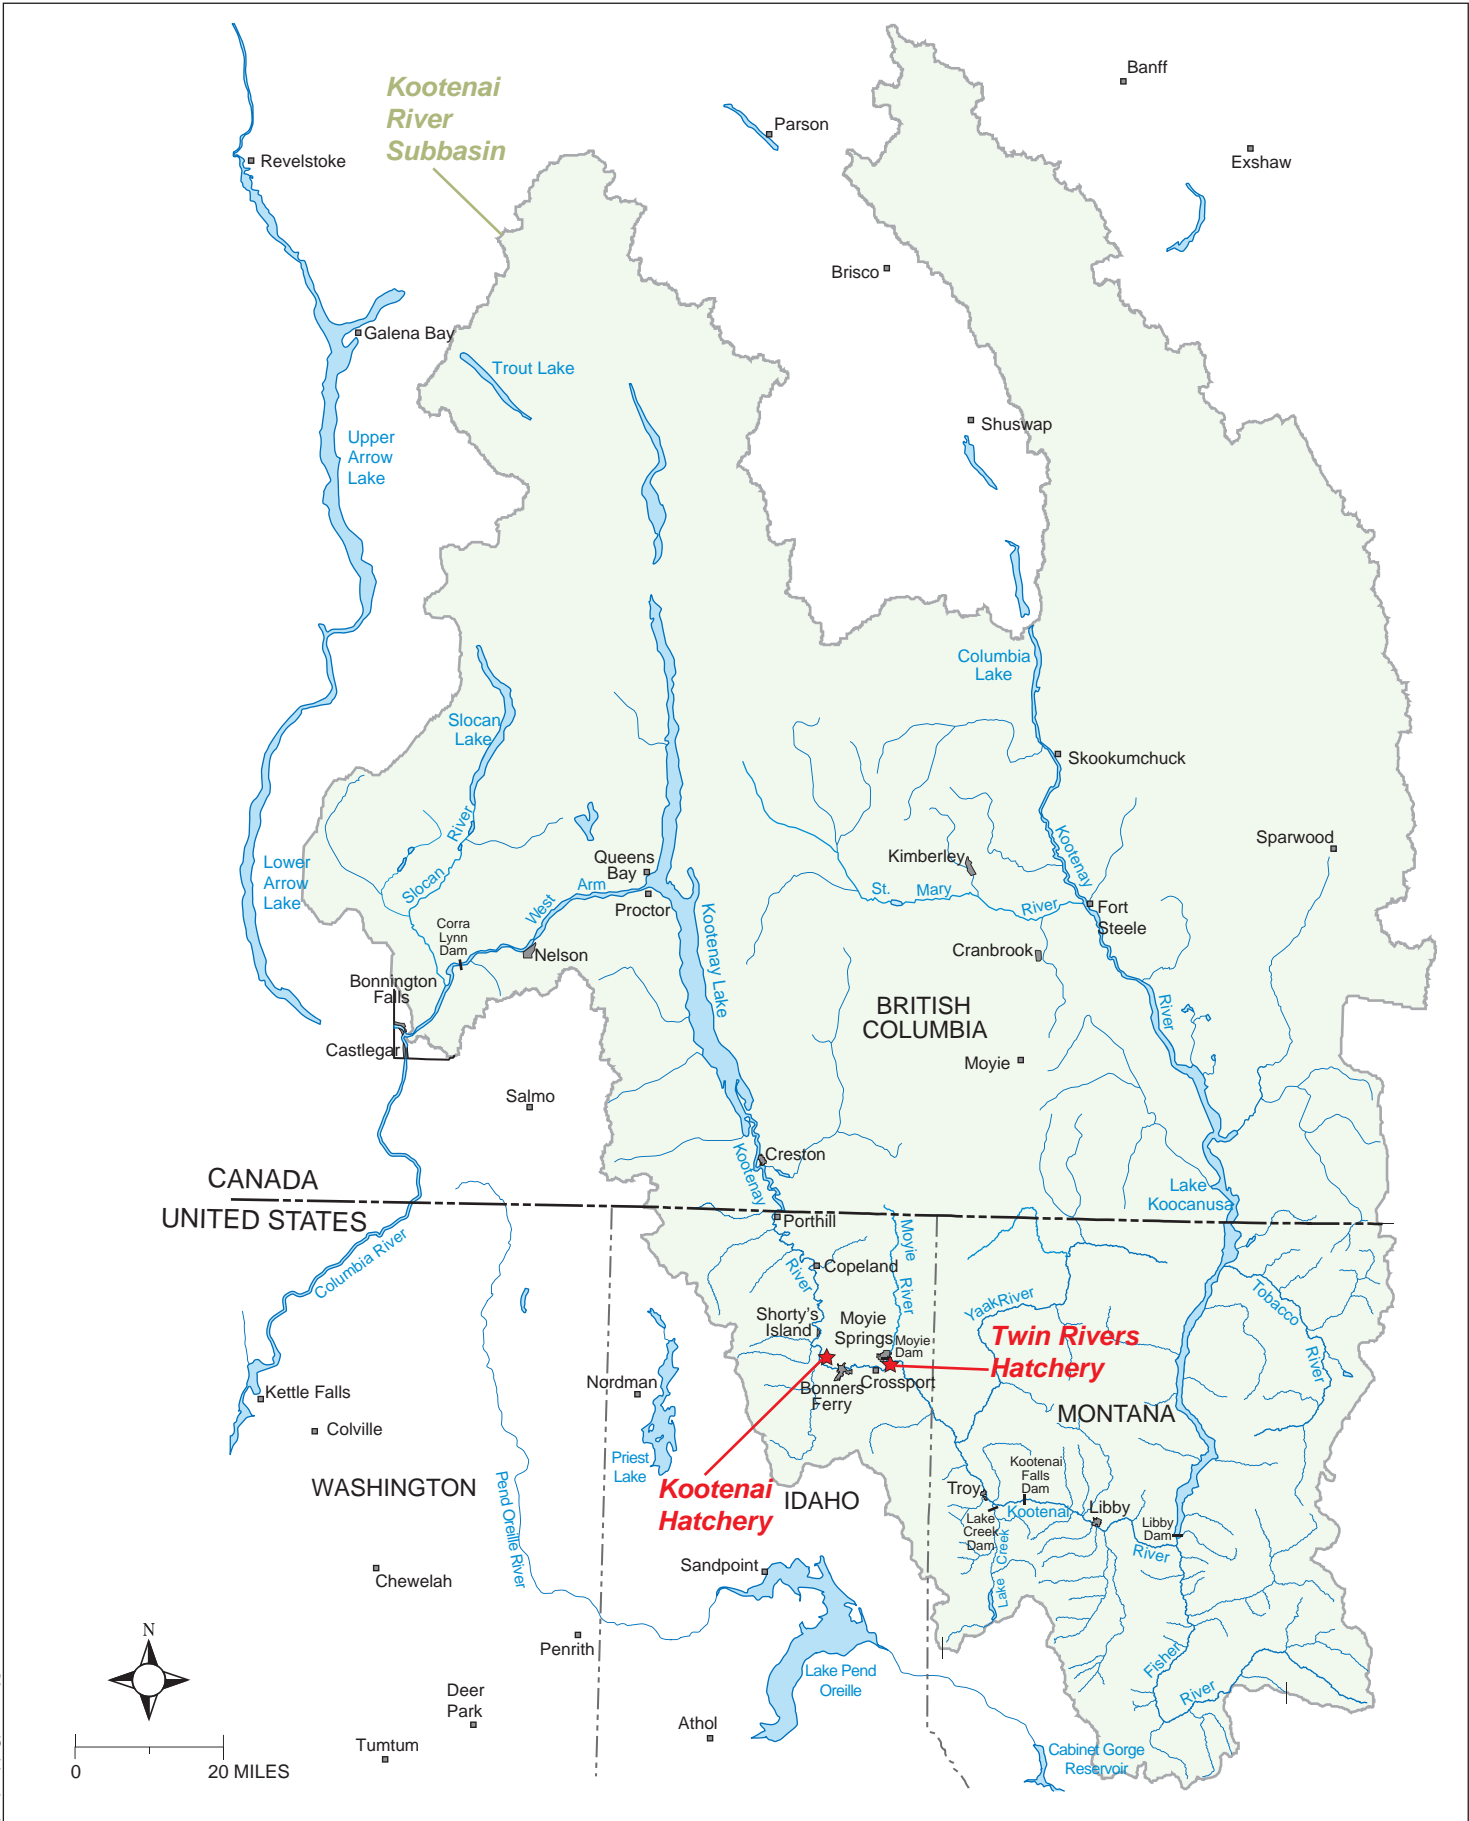 Banff
Kootenai
River
Subbasin
Parson
Exshaw
Revelstoke
Brisco
Galena Bay
Trout Lake
Shuswap
Upper
Arrow
Lake
Columbia
Lake
Slocan
Lake
Skookumchuck
River
Kootenay
Sparwood
Queens
Bay
Kimberley
Lower
Arrow
Lake
Slocan
Arm
West
Proctor
St.
Mary
River
Fort
Steele
Corra
Lynn
Dam
Nelson
Kootenay Lake
Cranbrook
Bonnington
Falls
BRITISH
COLUMBIA
River
Castlegar
Moyie
Salmo
Creston
Kootenay
CANADA
Lake
Koocanusa
UNITED STATES
Porthill
Moyie
River
Columbia River
River
Copeland
Yaak River
Tobacco
River
Shorty's
Island
Moyie
Springs
Moyie
Dam
Twin Rivers
Hatchery
Kettle Falls
Nordman
Crossport
Bonners
Ferry
MONTANA
Colville
Priest
Lake
WASHINGTON
Pend Oreille River
Kootenai
Hatchery
IDAHO
Kootenai
Falls
Dam
Troy
Kootenai
Libby
Lake
Creek
Dam
Libby
Dam
River
Lake Creek
Sandpoint
Chewelah
N
Penrith
Lake Pend
Oreille
Fisher
River
Deer
Park
Athol
Tumtum
Cabinet Gorge
Reservoir
0
20 MILES